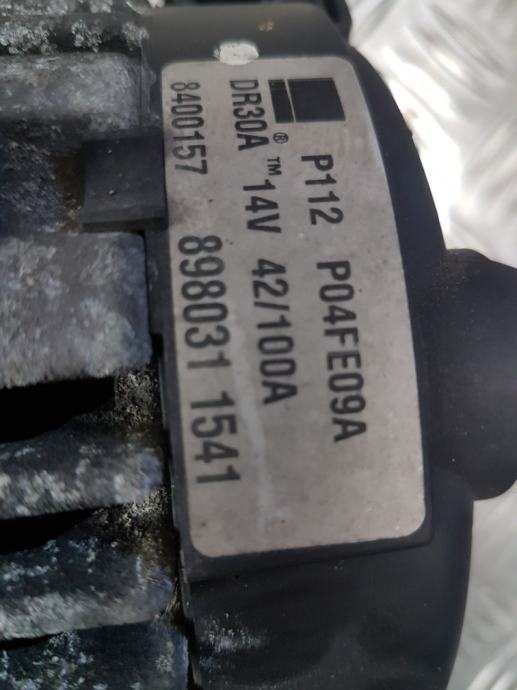 P112 P04FE09A
® DR30A ™ 14V 42/100A
8400157
898031 1541